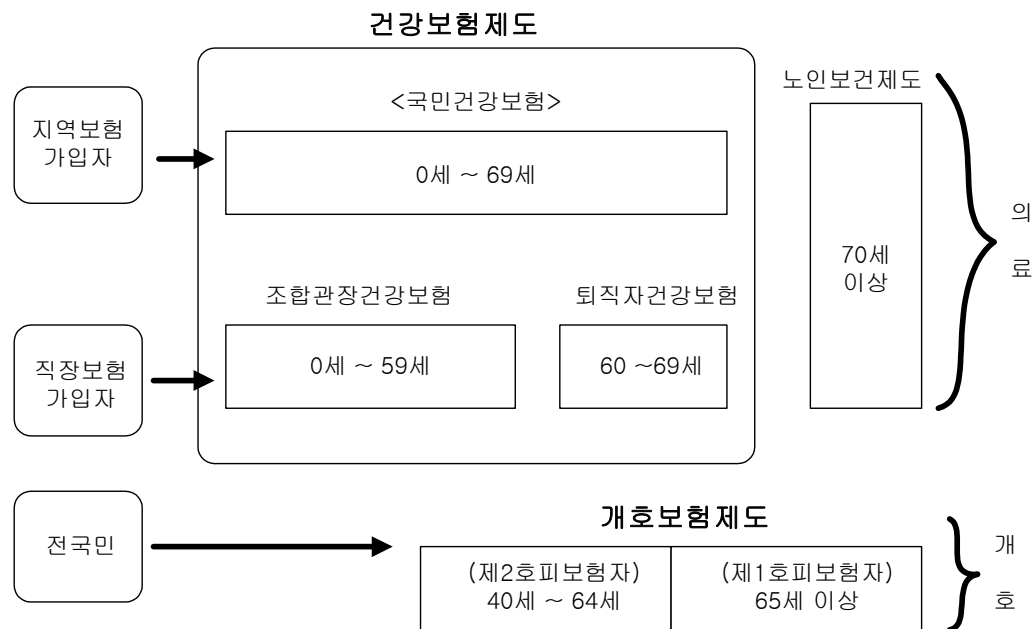 건강보험제도
노인보건제도
<국민건강보험>
지역보험
가입자
0세 ~ 69세
70세
이상
의
료
조합관장건강보험
퇴직자건강보험
직장보험
가입자
0세 ~ 59세
60 ~69세
개호보험제도
전국민
(제2호피보험자)
40세 ~ 64세
(제1호피보험자)
65세 이상
개
호